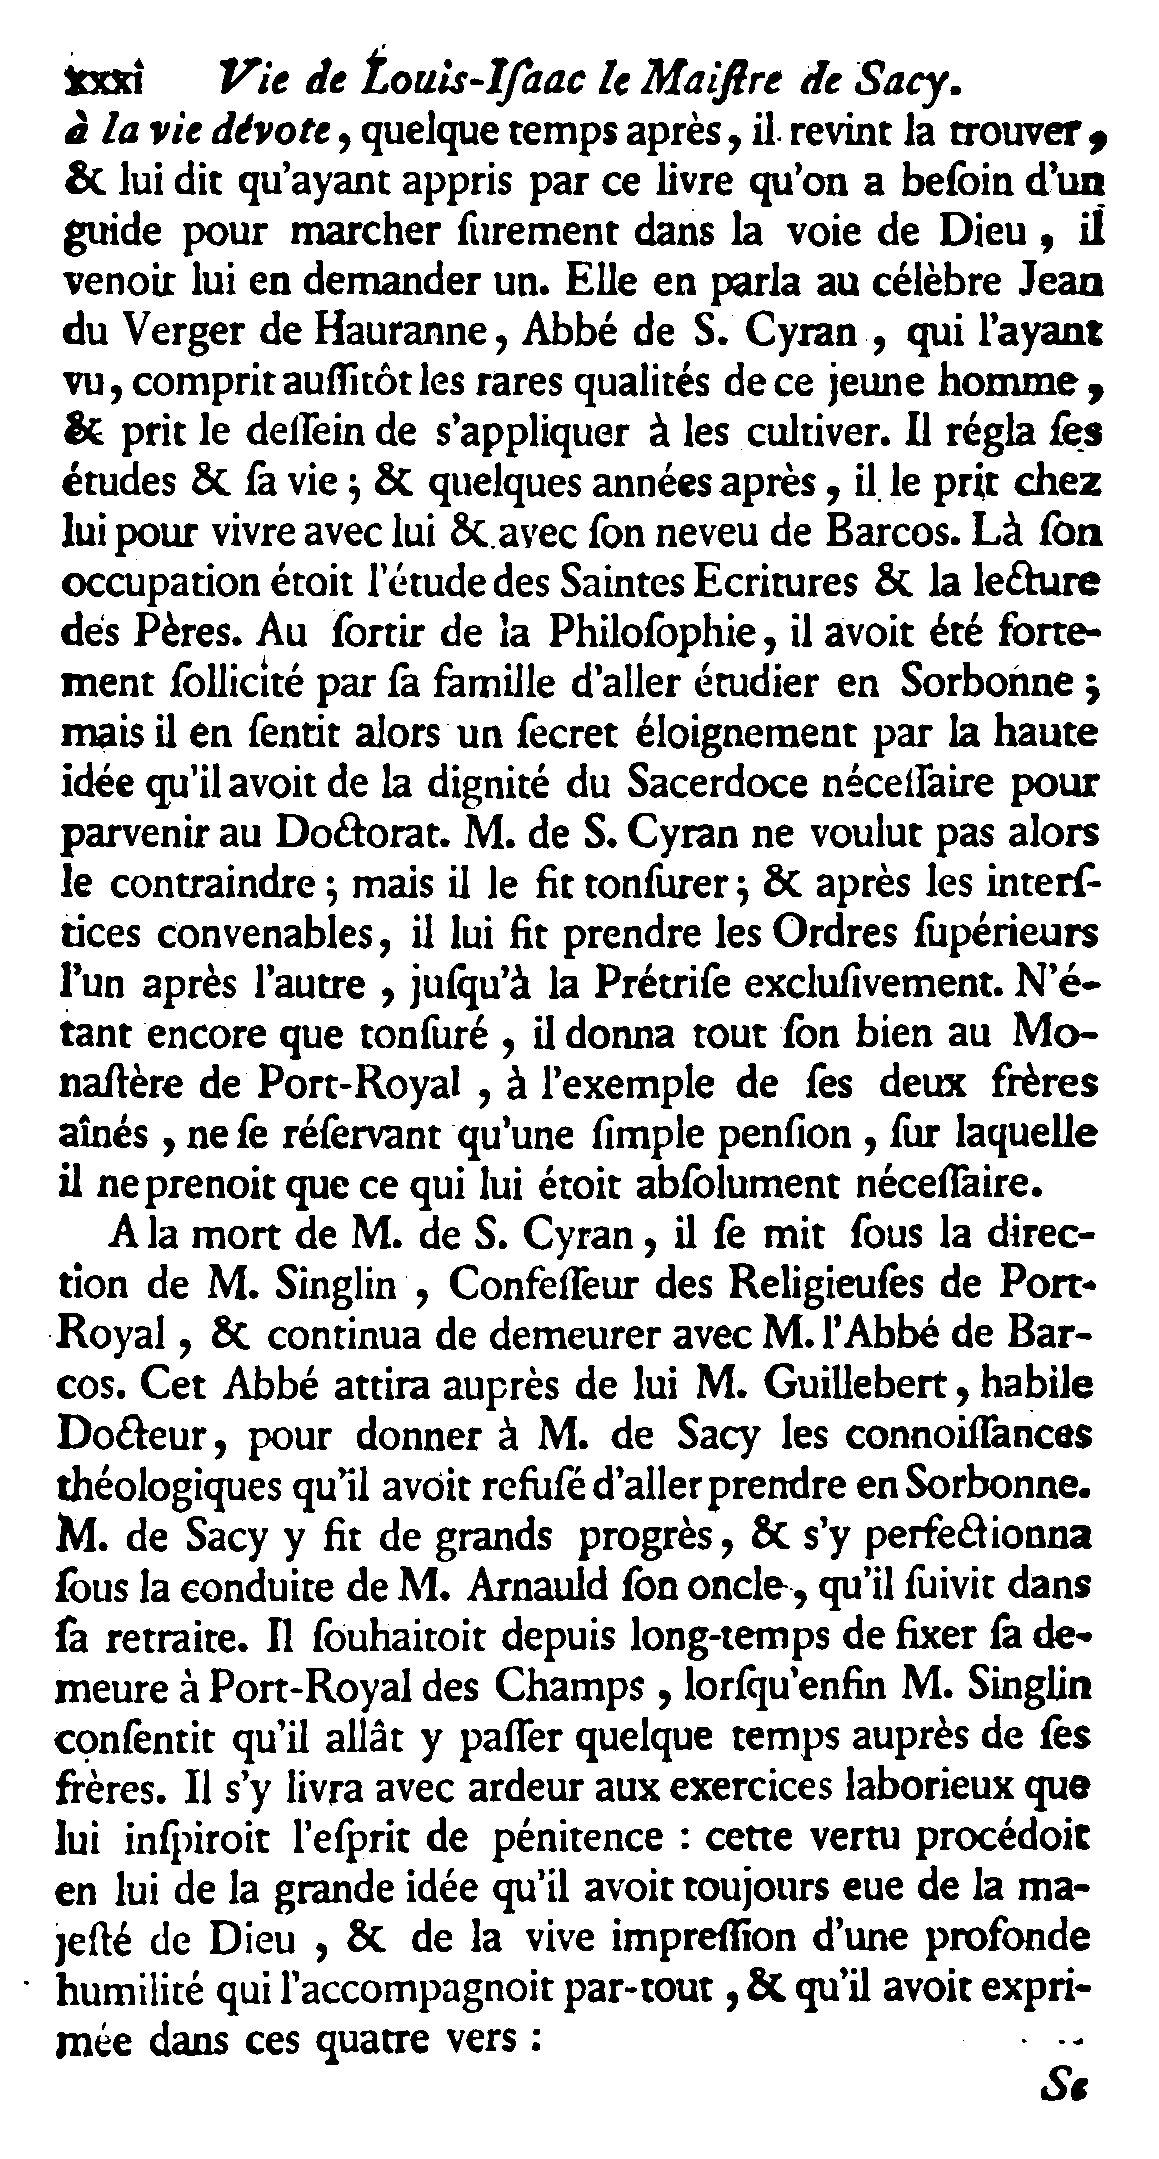 xxxi Vie de Louis-Iſaac le Maiſtre de Sacy.
à la vie dévote, quelque temps après, il revint la trouver,
& lui dit qu'ayant appris par ce livre qu'on a beſoin d'un
guide pour marcher ſurement dans la voie de Dieu, il
venoit lui en demander un. Elle en parla au célèbre Jean
du Verger de Hauranne, Abbé de S. Cyran, qui l'ayant
vu, comprit auſſitôt les rares qualités de ce jeune homme,
& prit le deſſein de s'appliquer à les cultiver. Il régla ſes
études & ſa vie; & quelques années après, il le prit chez
lui pour vivre avec lui & avec ſon neveu de Barcos. Là ſon
occupation étoit l'étude des Saintes Ecritures & la lecture
des Pères. Au ſortir de la Philoſophie, il avoit été forte-
ment ſollicité par ſa famille d'aller étudier en Sorbonne;
mais il en ſentit alors un ſecret éloignement par la haute
idée qu'il avoit de la dignité du Sacerdoce néceſſaire pour
parvenir au Doctorat. M. de S. Cyran ne voulut pas alors
le contraindre; mais il le fit tonſurer; & après les interſ-
tices convenables, il lui fit prendre les Ordres ſupérieurs
l'un après l'autre, juſqu'à la Prétriſe excluſivement. N'é-
tant encore que tonſuré, il donna tout ſon bien au Mo-
naſtère de Port-Royal, à l'exemple de ſes deux frères
aînés, ne ſe réſervant qu'une ſimple penſion, ſur laquelle
il ne prenoit que ce qui lui étoit abſolument néceſſaire.
A la mort de M. de S. Cyran, il ſe mit ſous la direc-
tion de M. Singlin, Confeſſeur des Religieuſes de Port-
Royal, & continua de demeurer avec M. l'Abbé de Bar-
cos. Cet Abbé attira auprès de lui M. Guillebert, habile
Docteur, pour donner à M. de Sacy les connoiſſances
théologiques qu'il avoit refuſé d'aller prendre en Sorbonne.
M. de Sacy y fit de grands progrès, & s'y perfectionna
ſous la conduite de M. Arnauld ſon oncle, qu'il ſuivit dans
ſa retraite. Il ſouhaitoit depuis long-temps de fixer ſa de-
meure à Port-Royal des Champs, lorſqu'enfin M. Singlin
conſentit qu'il allât y paſſer quelque temps auprès de ſes
frères. Il s'y livra avec ardeur aux exercices laborieux que
lui inſpiroit l'eſprit de pénitence : cette vertu procédoit
en lui de la grande idée qu'il avoit toujours eue de la ma-
jeſté de Dieu, & de la vive impreſſion d'une profonde
humilité qui l'accompagnoit par-tout, & qu'il avoit expri-
mée dans ces quatre vers :
Se